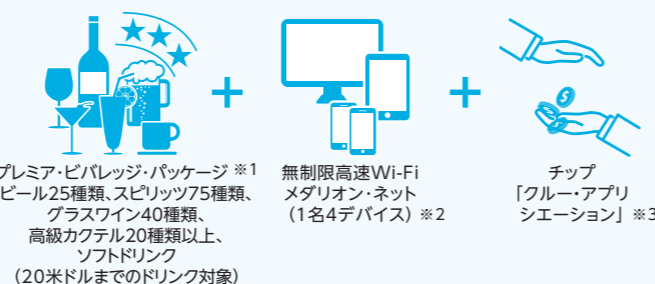 プレミア・ビバレッジ・パッケージ ※1
ビール25種類、スピリッツ75種類、
グラスワイン40種類、
高級カクテル20種類以上、
ソフトドリンク
（20米ドルまでのドリンク対象）
無制限高速Wi-Fi
メダリオン・ネット
（1名4デバイス）※2
チップ
「クルー・アプリ
シエーション」※3